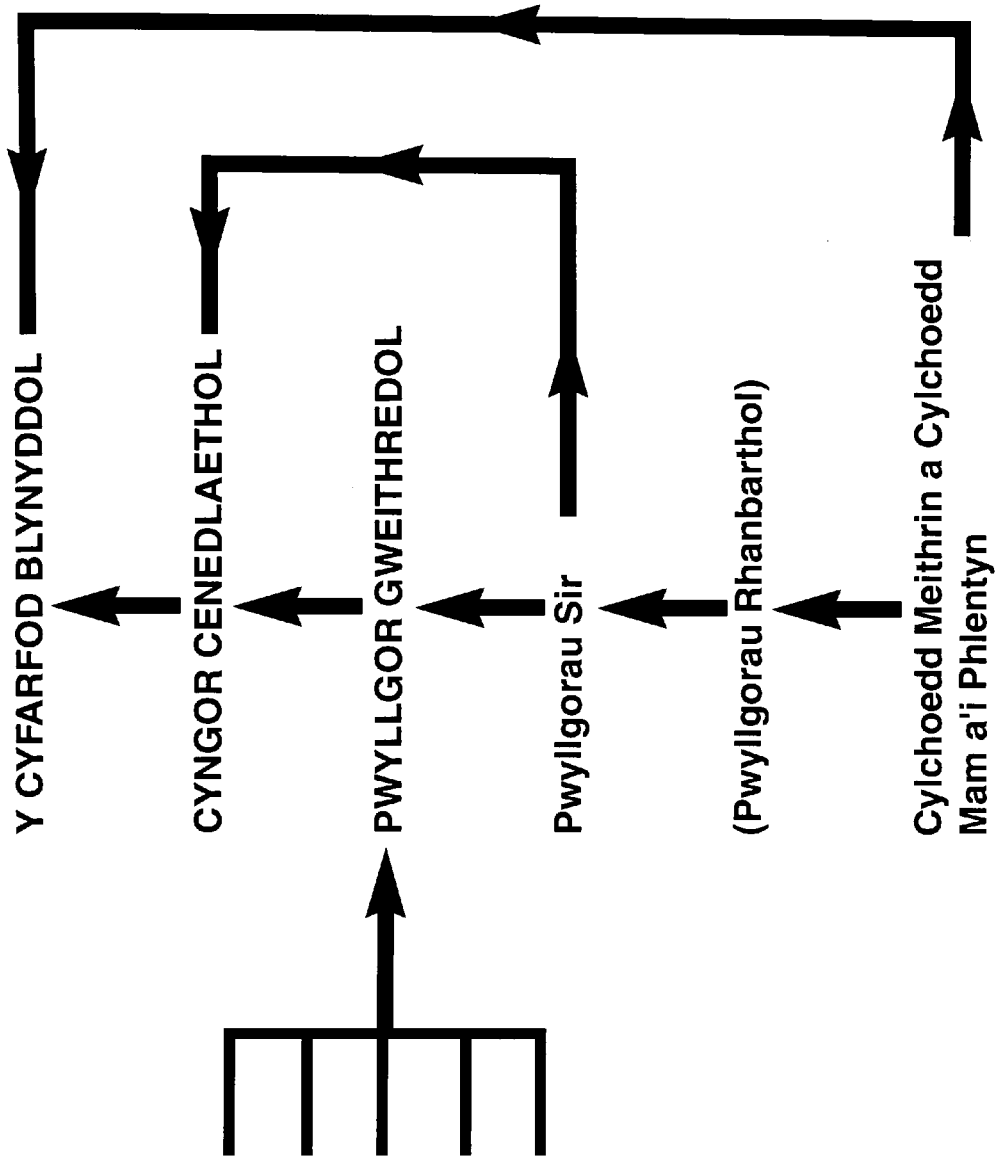 Y CYFARFOD BLYNYDDOL
CYNGOR CENEDLAETHOL
PWYLLGOR GWEITHREDOL
Pwyllgorau Sir
(Pwyllgorau Rhanbarthol)
Cylchoedd Meithrin a Cylchoedd
Mam a'i Phlentyn